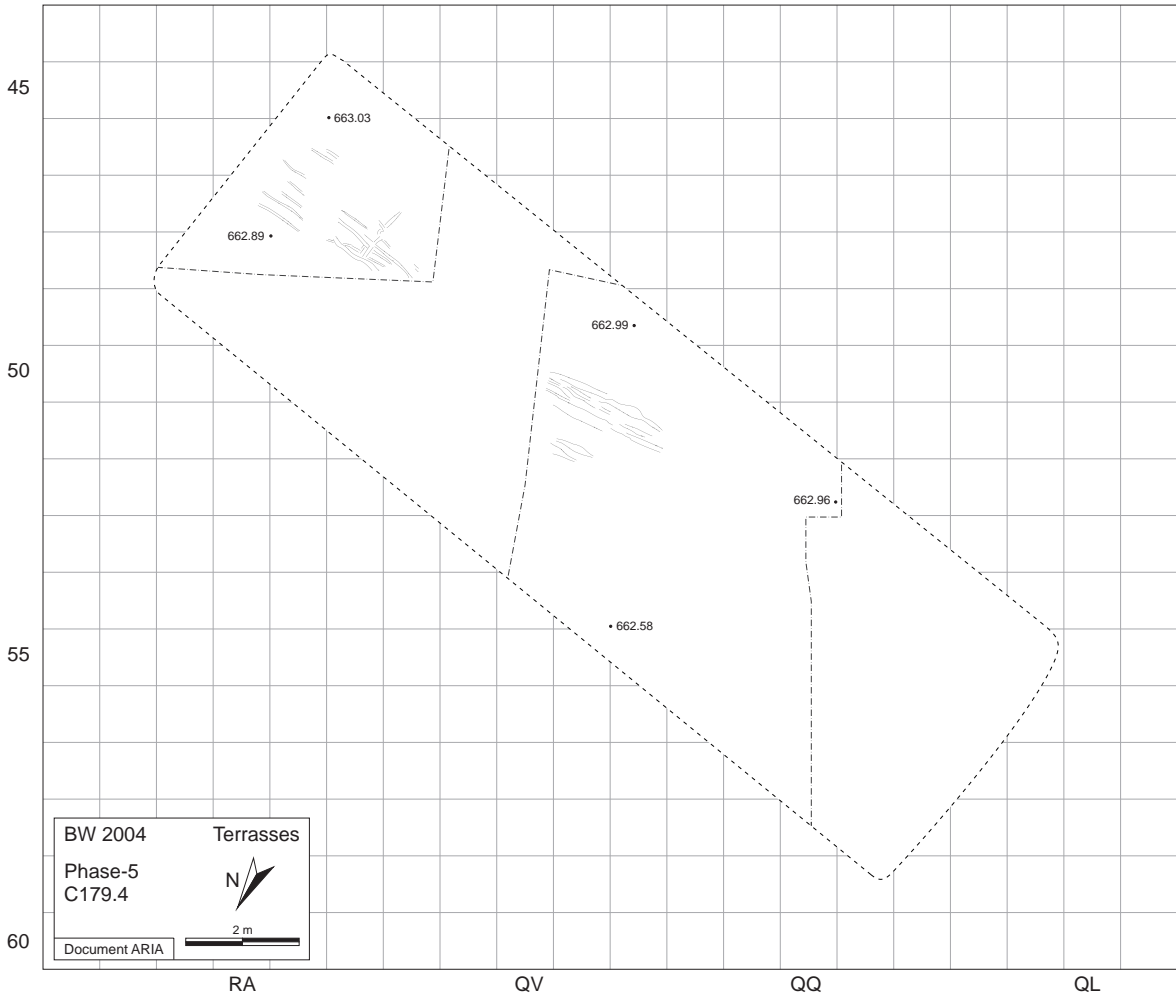 45
663.03
662.89
662.99
50
662.96
662.58
55
BW 2004 Terrasses
Phase-5
C179.4
N
2 m
Document ARIA
60
RA QV QQ QL